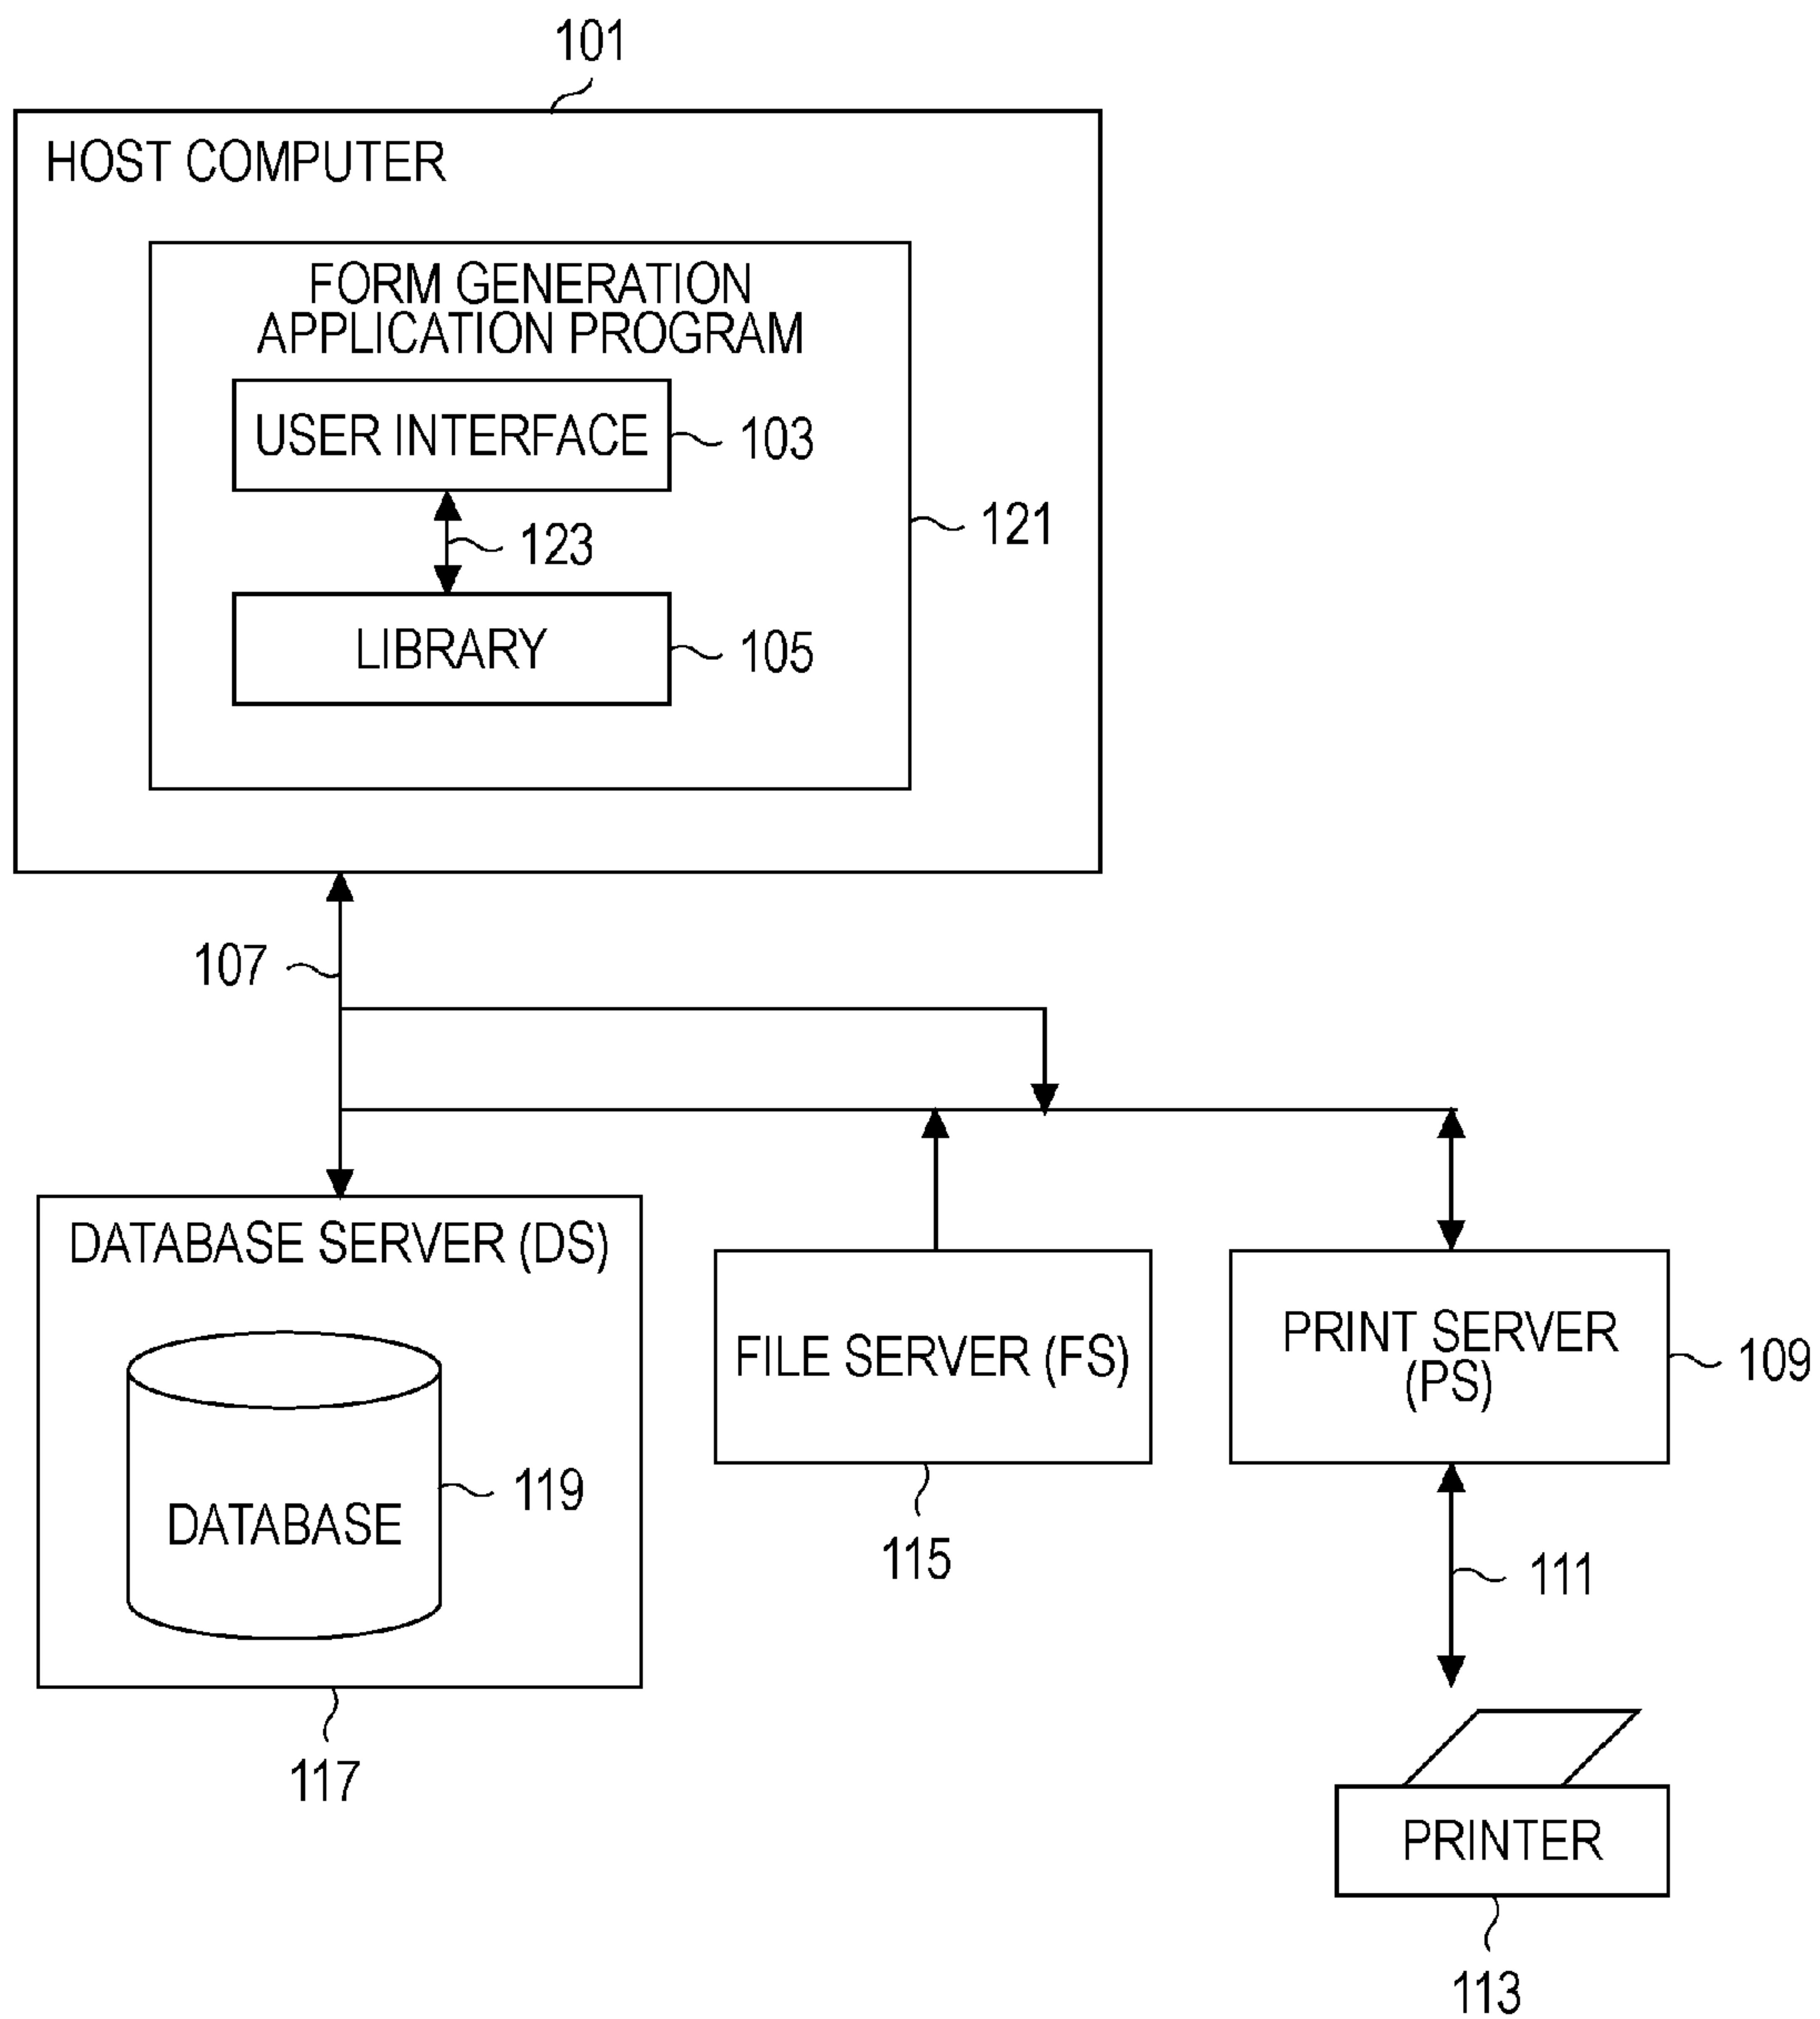 101
HOST COMPUTER
FORM GENERATION
APPLICATION PROGRAM
USER INTERFACE
103
123
121
LIBRARY
105
107
DATABASE SERVER (DS)
DATABASE
119
117
FILE SERVER (FS)
115
PRINT SERVER
(PS)
109
111
PRINTER
113